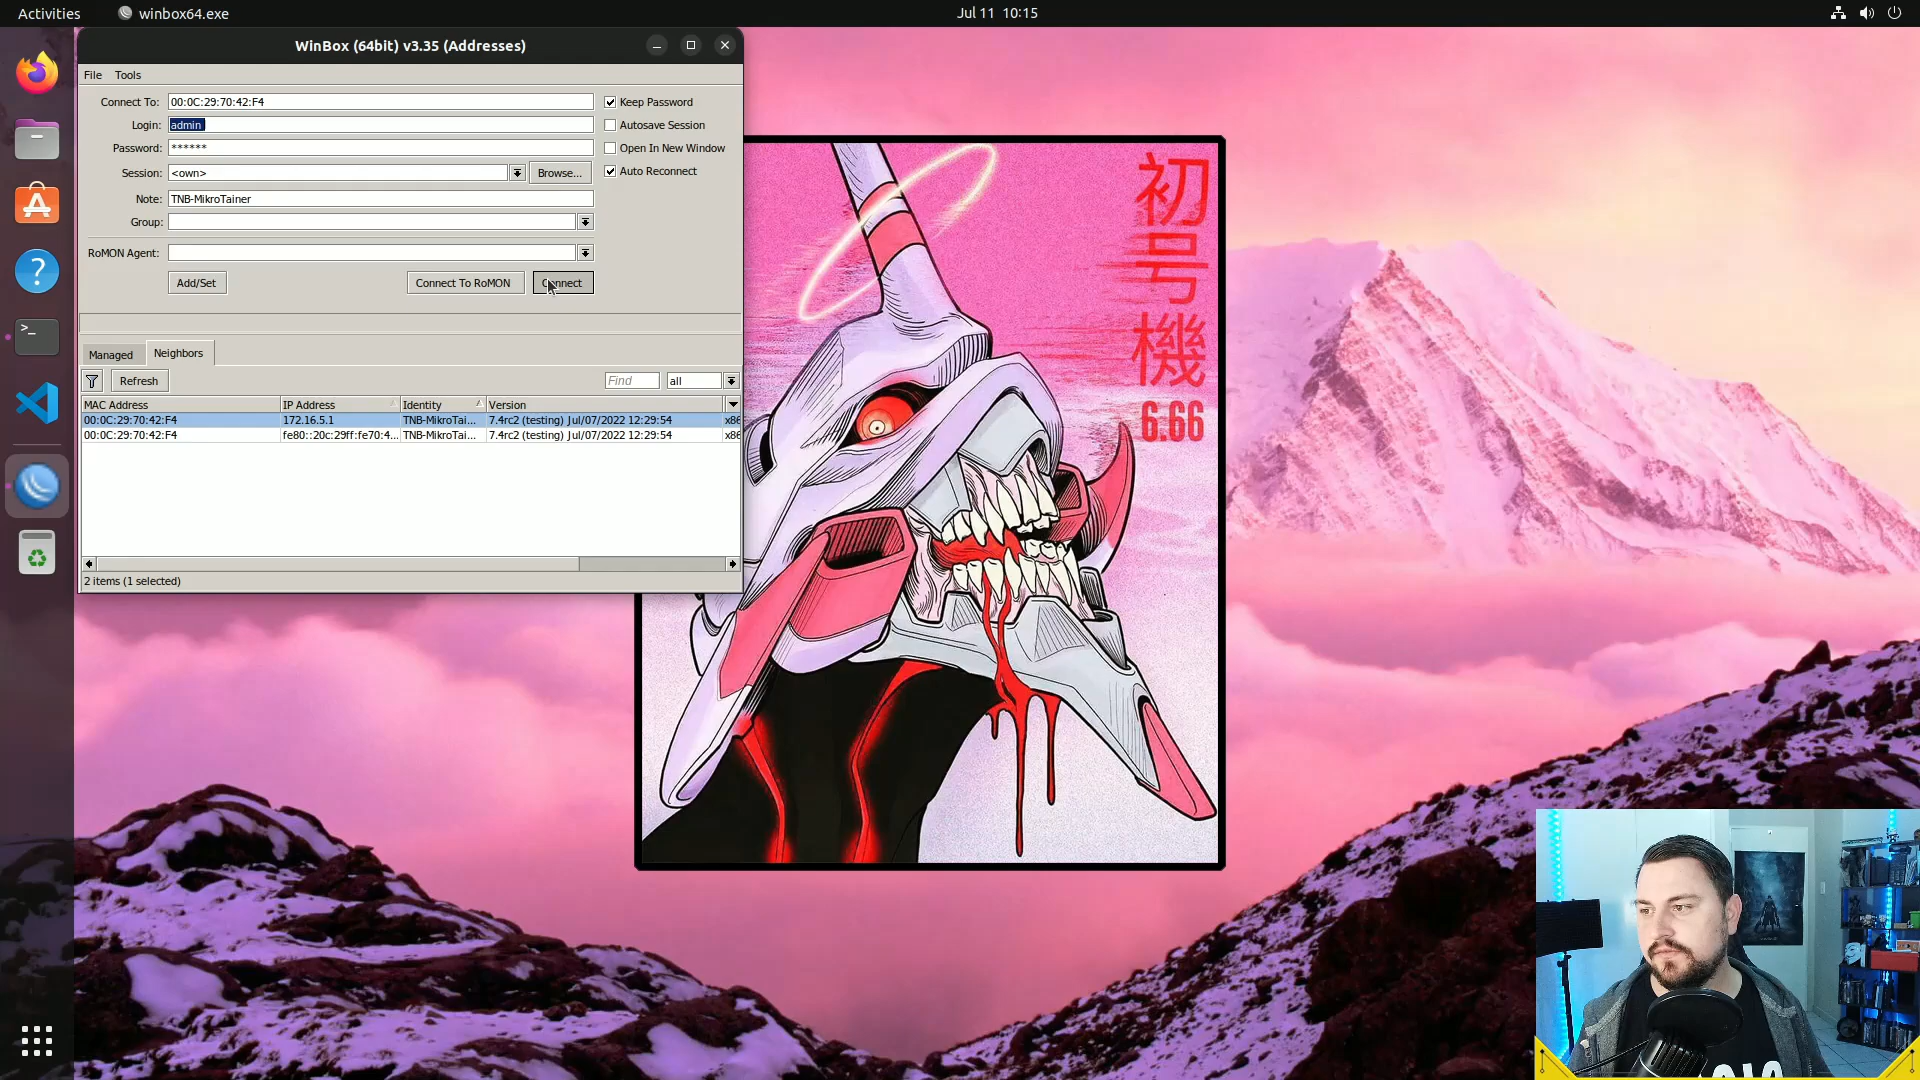 Activities
winbox64.exe
Jul 11 10:15
WinBox (64bit) v3.35 (Addresses)
File Tools
Connect To: 00:0C:29:70:42:F4
Keep Password
Login: admin
Autosave Session
Password: ******
Open In New Window
Session: <own>
Browse...
Auto Reconnect
Note: TNB-MikroTainer
Group:
RoMON Agent:
Add/Set
Connect To RoMON
Connect
Managed
Neighbors
Refresh
Find
all
MAC Address IP Address Identity Version
00:0C:29:70:42:F4 172.16.5.1 TNB-MikroTai... 7.4rc2 (testing) Jul/07/2022 12:29:54 x86
00:0C:29:70:42:F4 fe80::20c:29ff:fe70:4... TNB-MikroTai... 7.4rc2 (testing) Jul/07/2022 12:29:54 x86
2 items (1 selected)
初号機
6.66